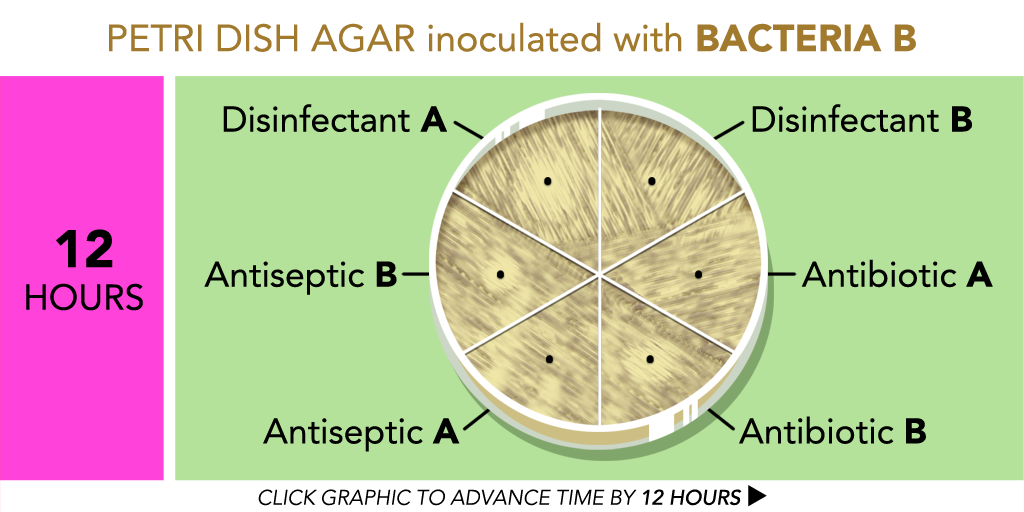 PETRI DISH AGAR inoculated with BACTERIA B
12
HOURS
Disinfectant A
Disinfectant B
Antiseptic B
Antibiotic A
Antiseptic A
Antibiotic B
CLICK GRAPHIC TO ADVANCE TIME BY 12 HOURS ▶